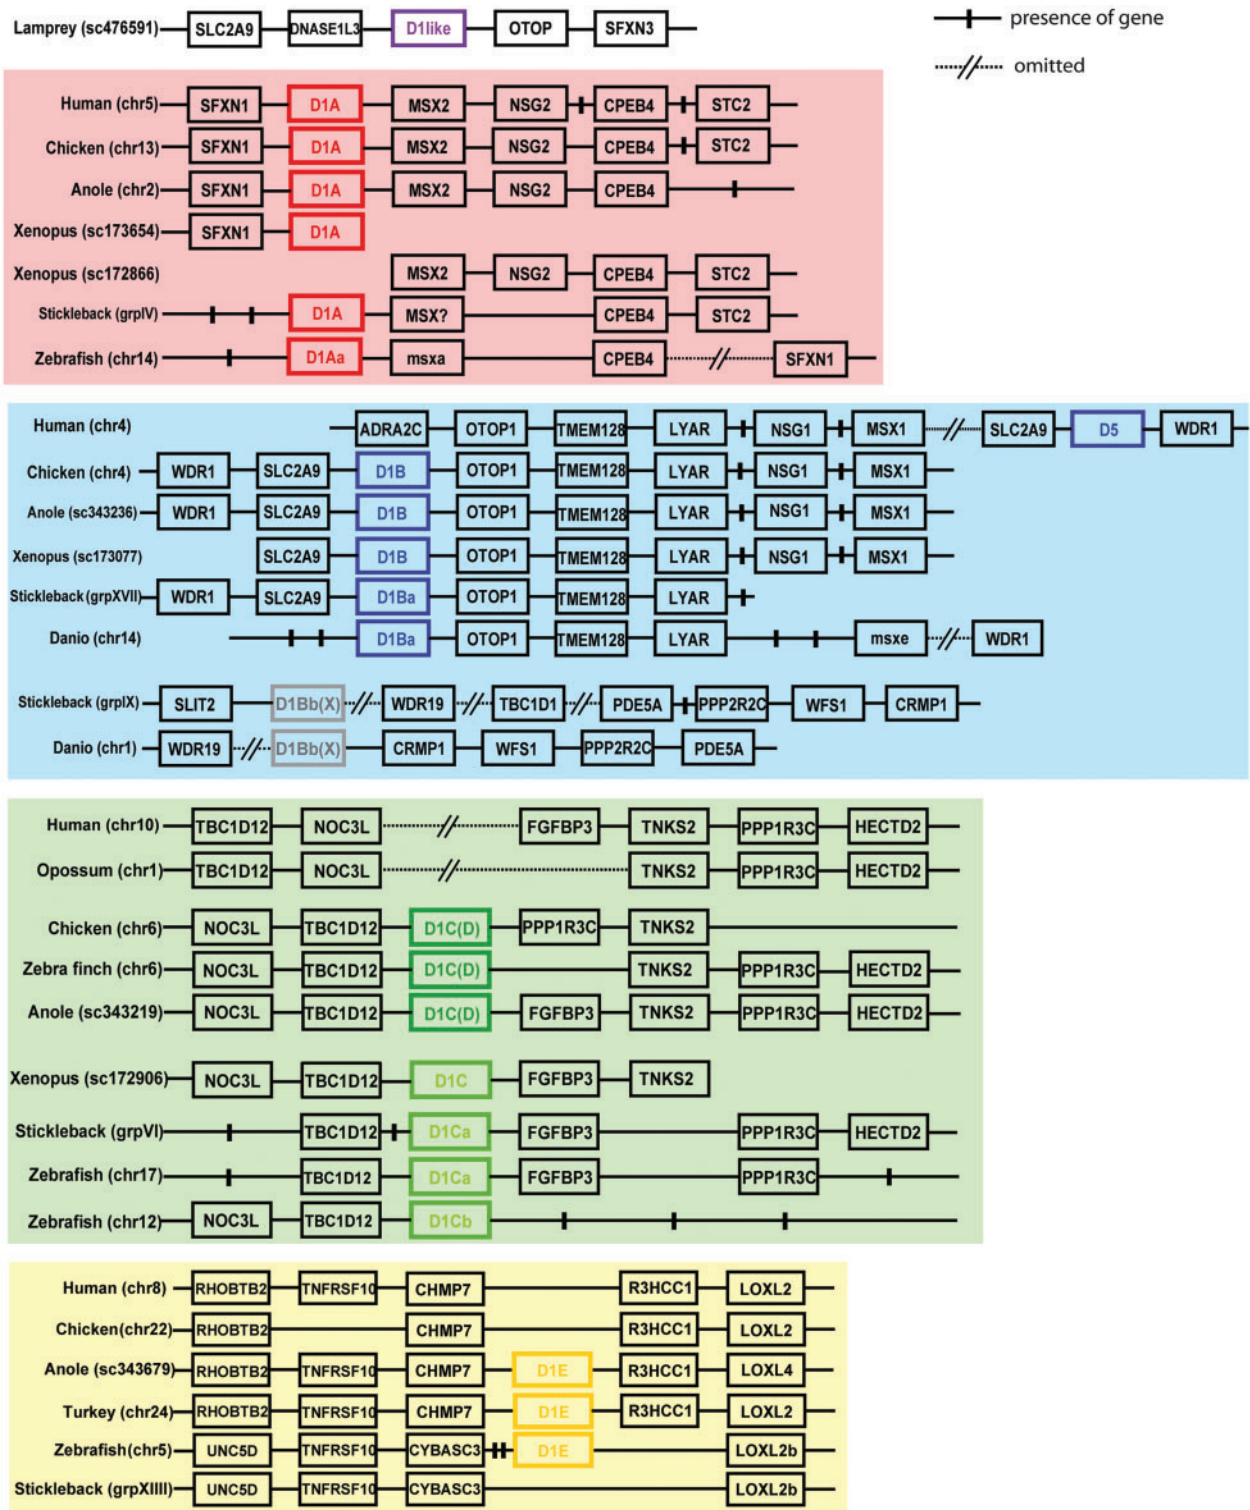 Lamprey (sc476591) SLC2A9 DNASE1L3 D1like OTOP SFXN3
presence of gene
omitted
Human (chr5) SFXN1 D1A MSX2 NSG2 CPEB4 STC2
Chicken (chr13) SFXN1 D1A MSX2 NSG2 CPEB4 STC2
Anole (chr2) SFXN1 D1A MSX2 NSG2 CPEB4
Xenopus (sc173654) SFXN1 D1A
Xenopus (sc172866) MSX2 NSG2 CPEB4 STC2
Stickleback (grpIV) D1A MSX? CPEB4 STC2
Zebrafish (chr14) D1Aa msxa CPEB4 SFXN1
Human (chr4) ADRA2C OTOP1 TMEM128 LYAR NSG1 MSX1 SLC2A9 D5 WDR1
Chicken (chr4) WDR1 SLC2A9 D1B OTOP1 TMEM128 LYAR NSG1 MSX1
Anole (sc343236) WDR1 SLC2A9 D1B OTOP1 TMEM128 LYAR NSG1 MSX1
Xenopus (sc173077) SLC2A9 D1B OTOP1 TMEM128 LYAR NSG1 MSX1
Stickleback (grpXVII) WDR1 SLC2A9 D1Ba OTOP1 TMEM128 LYAR
Danio (chr14) D1Ba OTOP1 TMEM128 LYAR msxe WDR1
Stickleback (grpIX) SLIT2 D1Bb(X) WDR19 TBC1D1 PDE5A PPP2R2C WFS1 CRMP1
Danio (chr1) WDR19 D1Bb(X) CRMP1 WFS1 PPP2R2C PDE5A
Human (chr10) TBC1D12 NOC3L FGFBP3 TNKS2 PPP1R3C HECTD2
Opossum (chr1) TBC1D12 NOC3L TNKS2 PPP1R3C HECTD2
Chicken (chr6) NOC3L TBC1D12 D1C(D) PPP1R3C TNKS2
Zebra finch (chr6) NOC3L TBC1D12 D1C(D) TNKS2 PPP1R3C HECTD2
Anole (sc343219) NOC3L TBC1D12 D1C(D) FGFBP3 TNKS2 PPP1R3C HECTD2
Xenopus (sc172906) NOC3L TBC1D12 D1C FGFBP3 TNKS2
Stickleback (grpVI) TBC1D12 D1Ca FGFBP3 PPP1R3C HECTD2
Zebrafish (chr17) TBC1D12 D1Ca FGFBP3 PPP1R3C
Zebrafish (chr12) NOC3L TBC1D12 D1Cb
Human (chr8) RHOBTB2 TNFRSF10 CHMP7 R3HCC1 LOXL2
Chicken(chr22) RHOBTB2 CHMP7 R3HCC1 LOXL2
Anole (sc343679) RHOBTB2 TNFRSF10 CHMP7 D1E R3HCC1 LOXL4
Turkey (chr24) RHOBTB2 TNFRSF10 CHMP7 D1E R3HCC1 LOXL2
Zebrafish(chr5) UNC5D TNFRSF10 CYBASC3 D1E LOXL2b
Stickleback (grpXIIII) UNC5D TNFRSF10 CYBASC3 LOXL2b